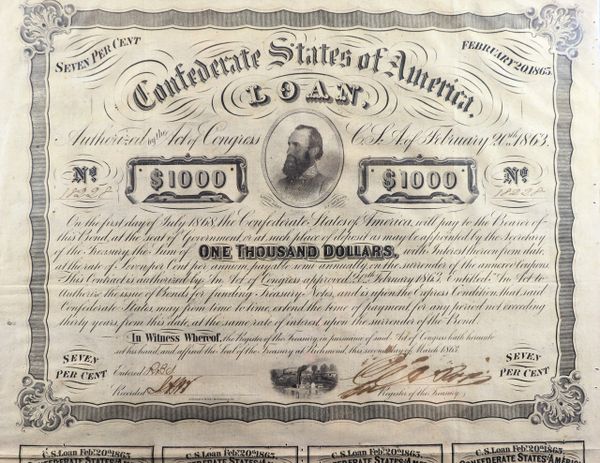 SEVEN PER CENT
FEBRUARY 20, 1863.
Confederate States of America
LOAN,
Authorized by the Act of Congress C.S.A. of February 20th 1863.
No.
$1000
$1000
No.
On the first day of July 1868, the Confederate States of America, will pay to the Bearer of
this Bond, at the Seat of Government or at such place of deposit as may be appointed by the Secretary
of the Treasury, the Sum of ONE THOUSAND DOLLARS, with Interest thereon from date,
at the rate of Seven per Cent per annum, payable semi-annually, on the surrender of the annexed Coupons.
This Contract is authorized by An Act of Congress approved 20th February 1863, Entitled "An Act to
Authorize the issue of Bonds for funding Treasury Notes, and is upon the Express Condition, that said
Confederate States, may from time to time, extend the time of payment for any period not exceeding
thirty years from this date, at the same rate of interest, upon the surrender of the Bond.
In Witness Whereof, the Register of the Treasury, in pursuance of said Act of Congress hath hereunto
set his hand, and affixed the Seal of the Treasury at Richmond, this second day of March 1863.
SEVEN
PER CENT
Entered
Recorded
Register of the Treasury
SEVEN
PER CENT
C.S. Loan Feb. 20th 1863.
C.S. Loan Feb. 20th 1863.
C.S. Loan Feb. 20th 1863.
C.S. Loan Feb. 20th 1863.
CONFEDERATE STATES AMERICA